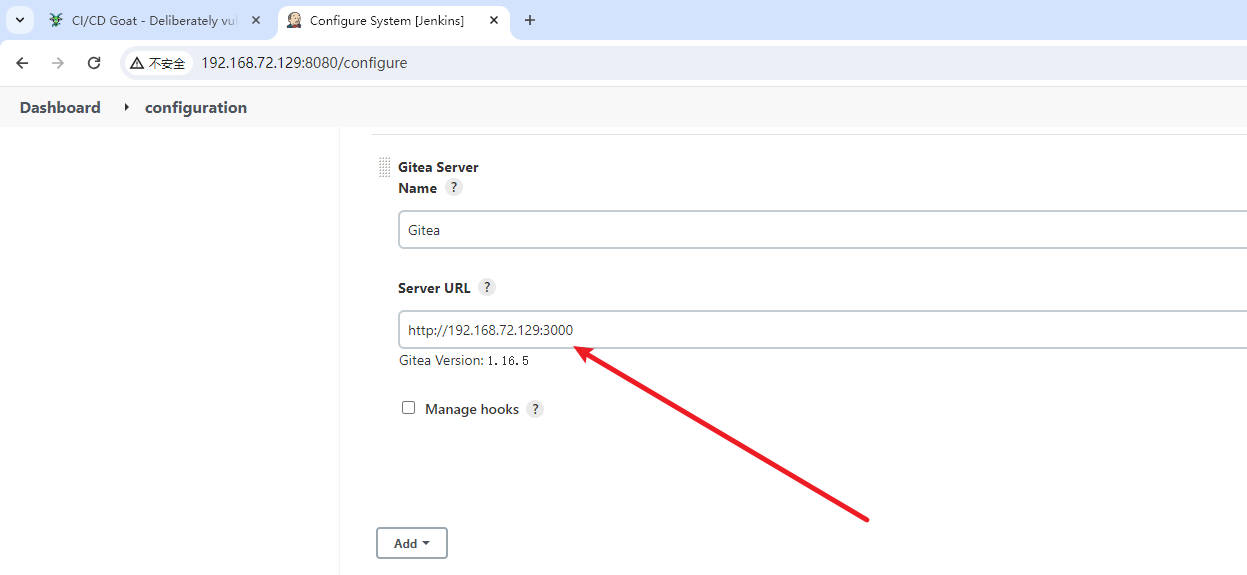 CI/CD Goat - Deliberately vul
Configure System [Jenkins]
不安全 192.168.72.129:8080/configure
Dashboard configuration
Gitea Server
Name ?
Gitea
Server URL ?
http://192.168.72.129:3000
Gitea Version: 1.16.5
Manage hooks ?
Add